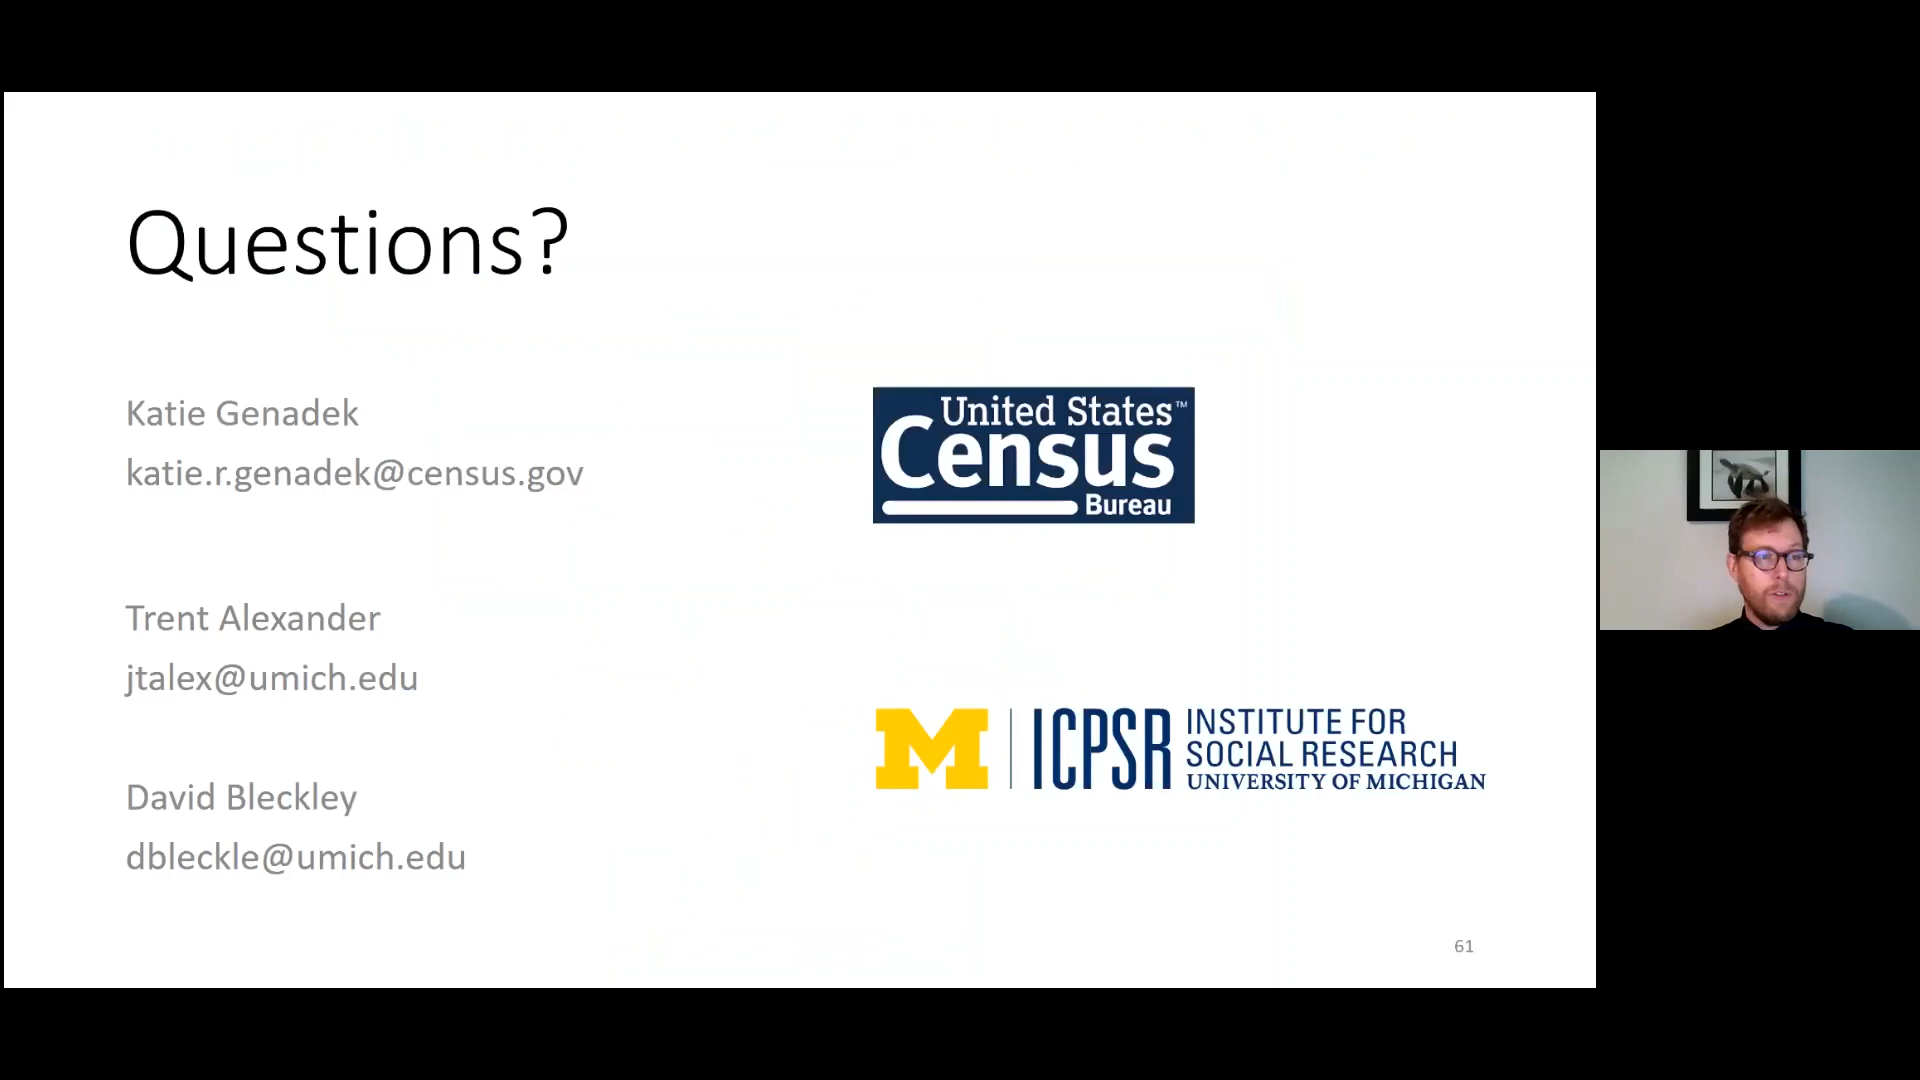 Questions?
Katie Genadek
katie.r.genadek@census.gov
United States™
Census
Bureau
Trent Alexander
jtalex@umich.edu
M | ICPSR INSTITUTE FOR
SOCIAL RESEARCH
UNIVERSITY OF MICHIGAN
David Bleckley
dbleckle@umich.edu
61